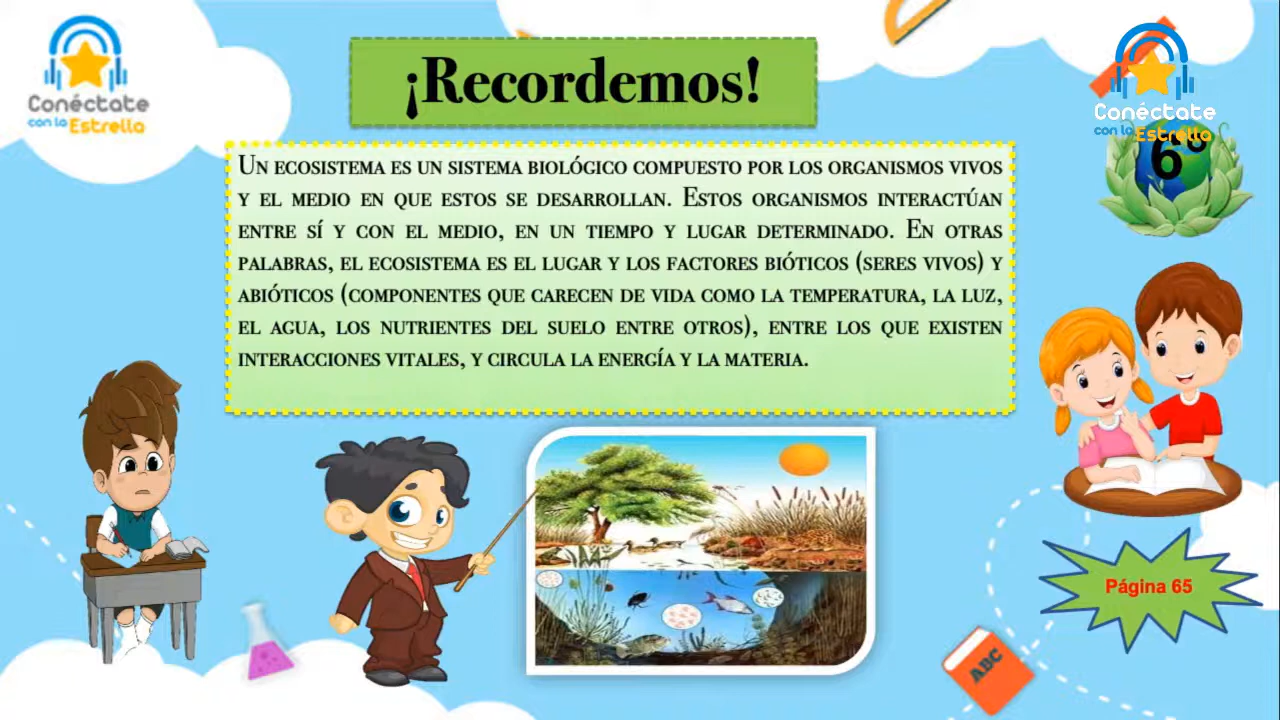 Conéctate
con la Estrella
¡Recordemos!
Conéctate
con la Estrella
6º
Un ecosistema es un sistema biológico compuesto por los organismos vivos
y el medio en que estos se desarrollan. Estos organismos interactúan
entre sí y con el medio, en un tiempo y lugar determinado. En otras
palabras, el ecosistema es el lugar y los factores bióticos (seres vivos) y
abióticos (componentes que carecen de vida como la temperatura, la luz,
el agua, los nutrientes del suelo entre otros), entre los que existen
interacciones vitales, y circula la energía y la materia.
Página 65
ABC